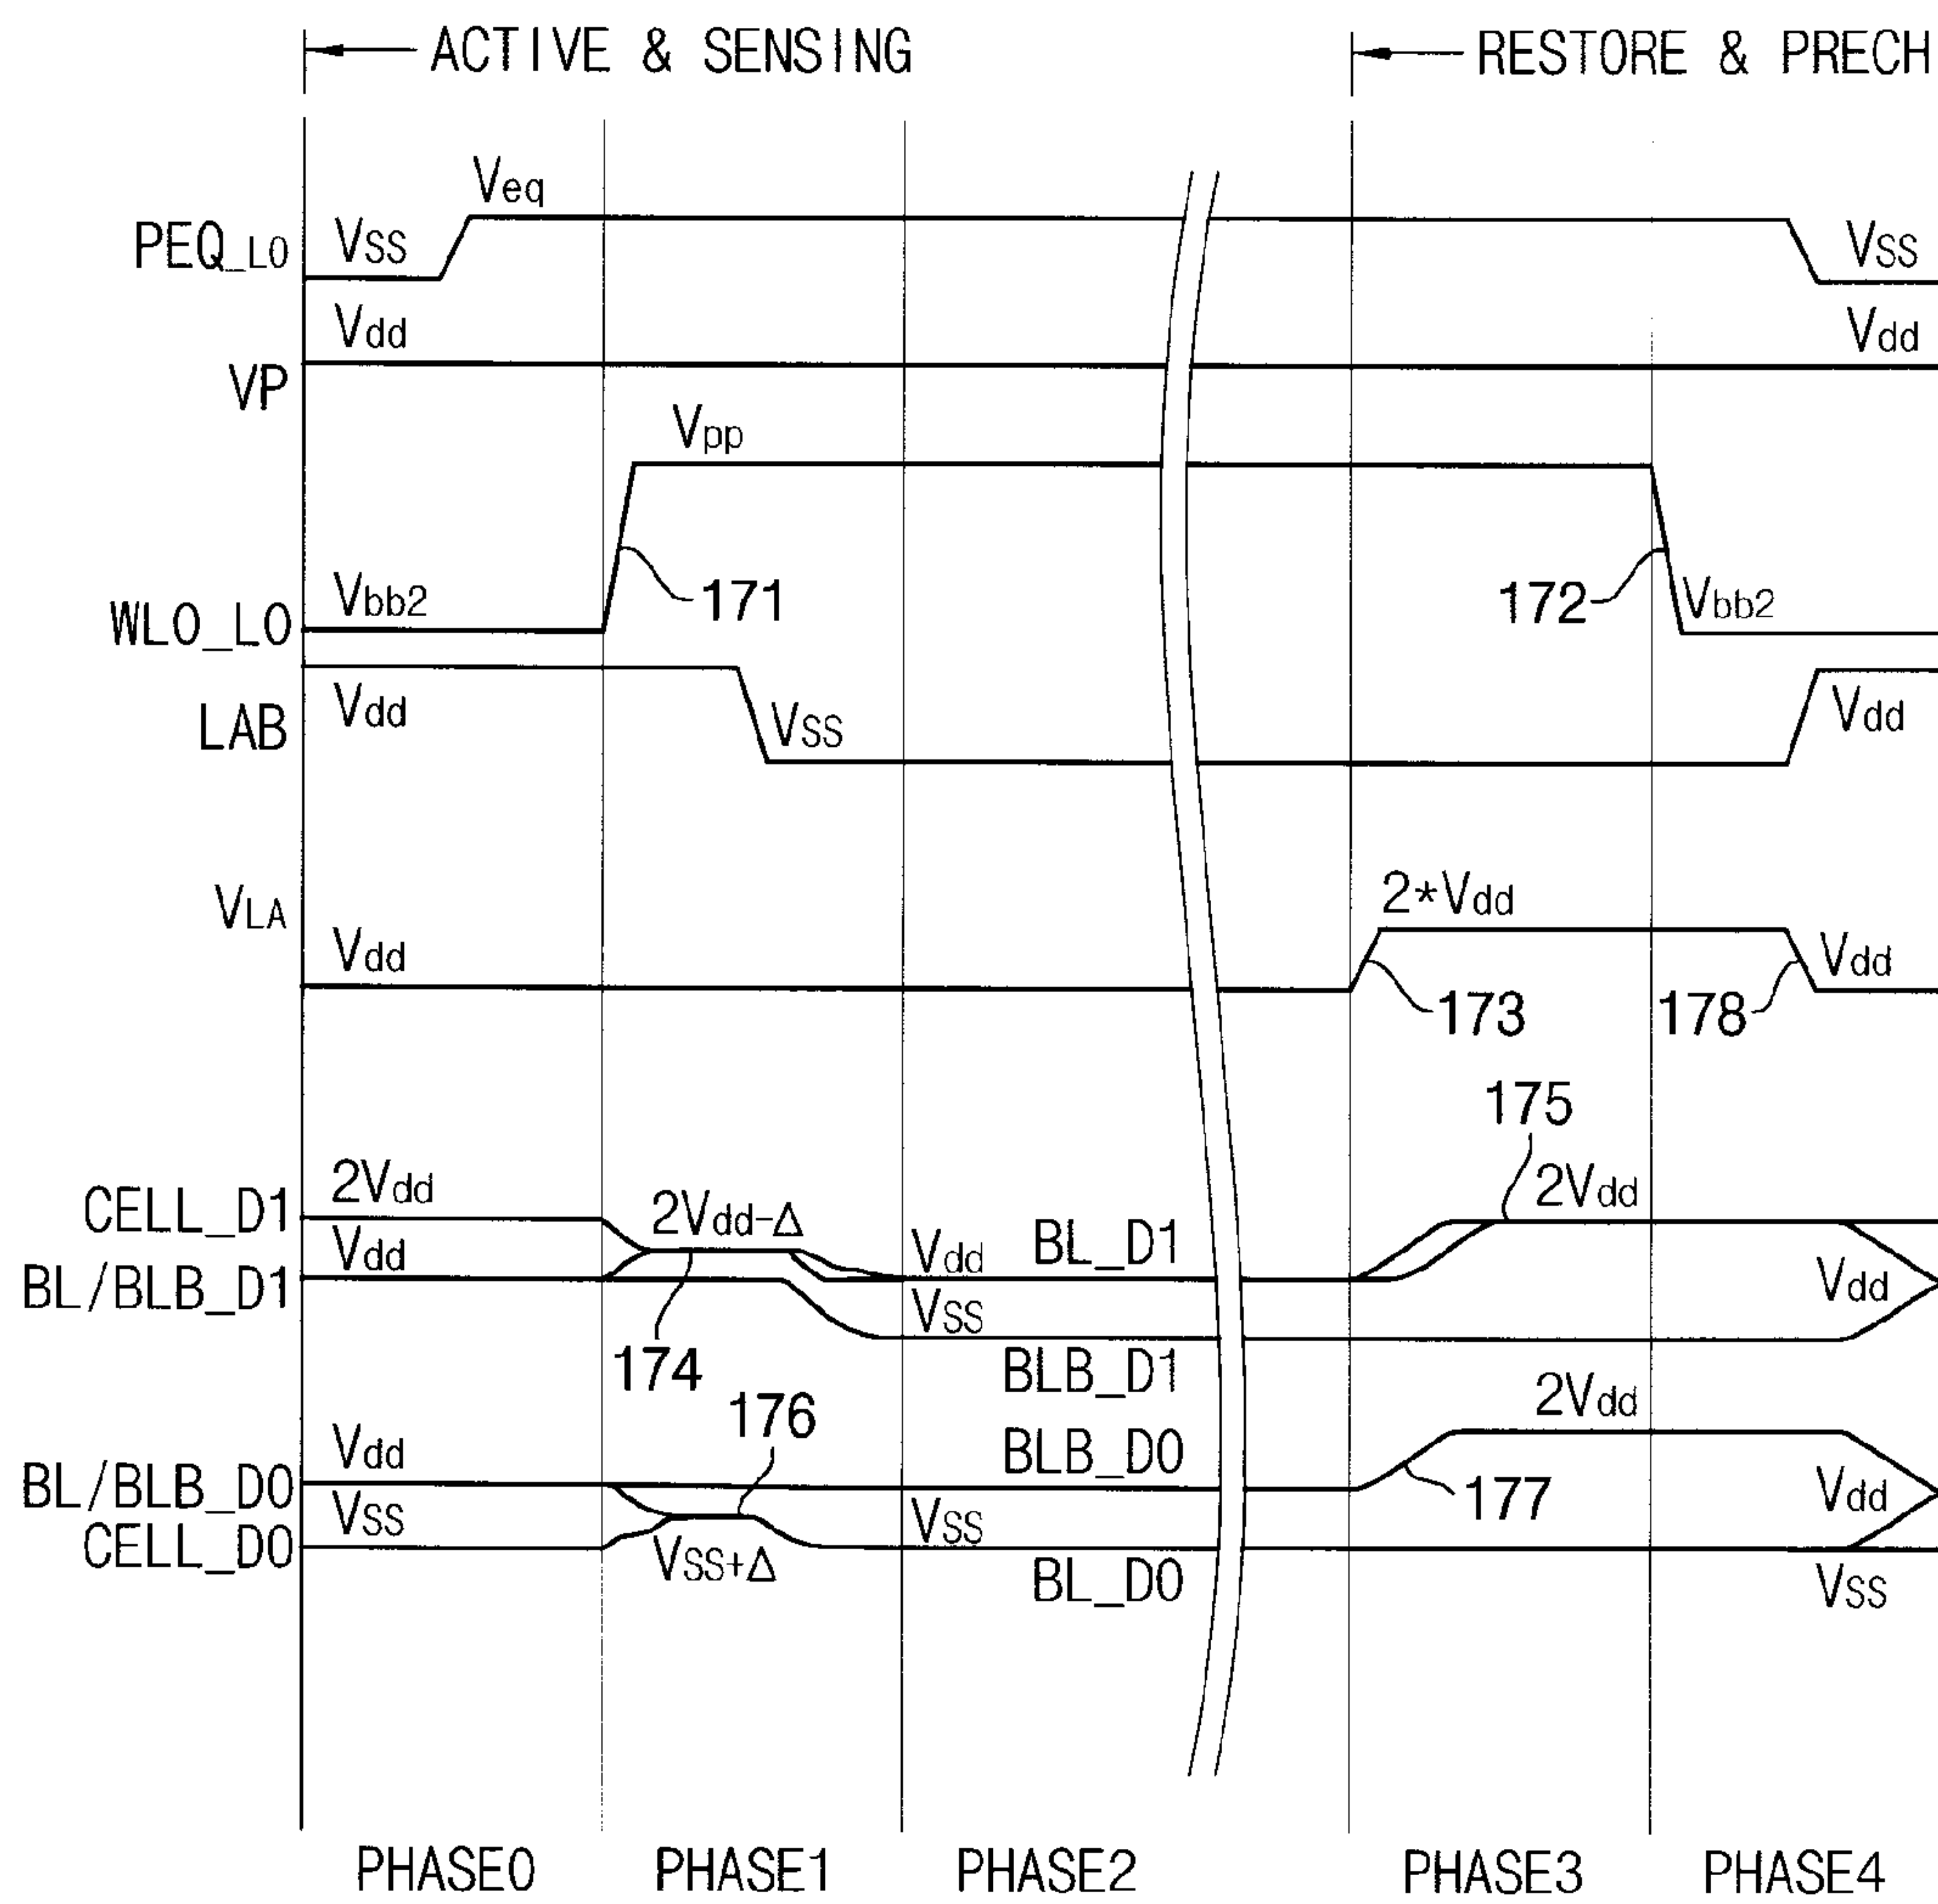 ACTIVE & SENSING
RESTORE & PRECH
Veq
PEQ_L0
VSS
VSS
Vdd
Vdd
VP
Vpp
171
172
Vbb2
Vbb2
WL0_L0
LAB
Vdd
VSS
Vdd
VLA
2*Vdd
Vdd
Vdd
173
178
175
CELL_D1
2Vdd
2Vdd-Δ
BL_D1
2Vdd
Vdd
Vdd
BL/BLB_D1
Vdd
VSS
174
BLB_D1
176
2Vdd
Vdd
BLB_D0
BL/BLB_D0
177
Vdd
VSS
VSS
CELL_D0
VSS+Δ
BL_D0
VSS
PHASE0
PHASE1
PHASE2
PHASE3
PHASE4